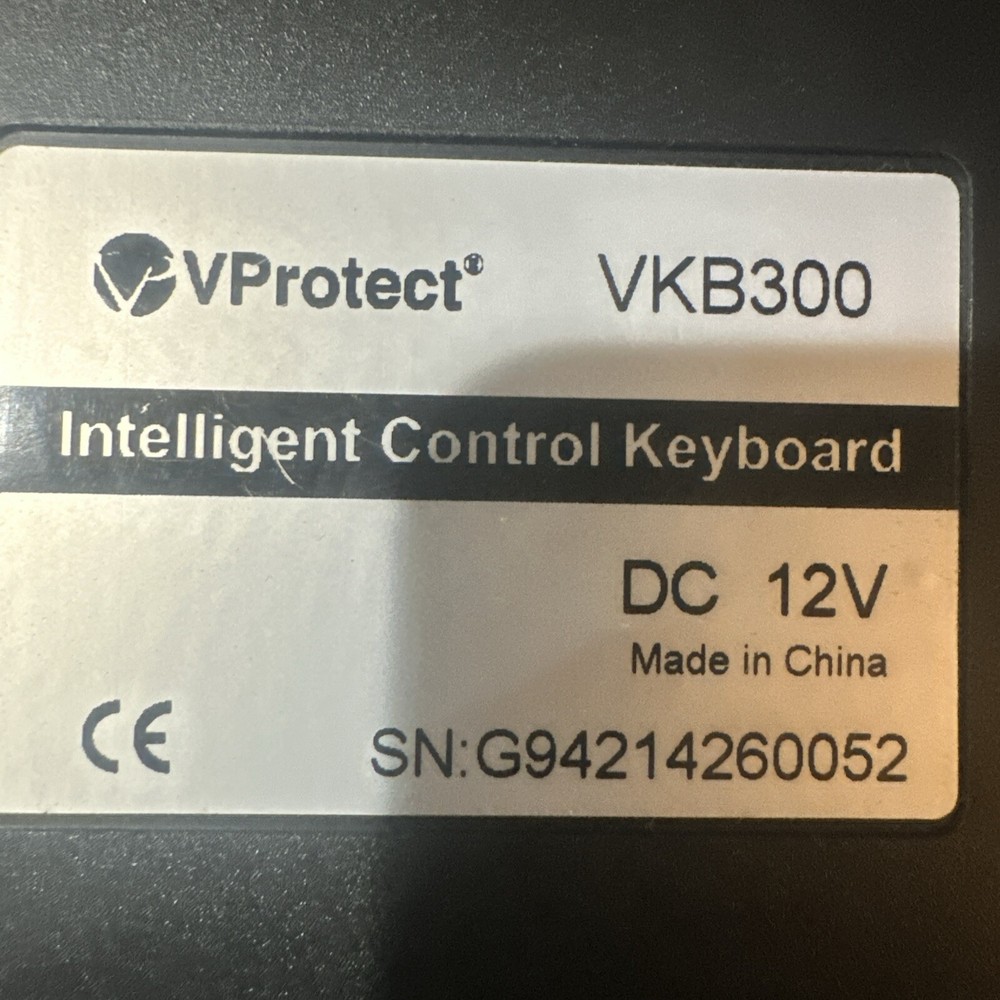 VProtect® VKB300
Intelligent Control Keyboard
DC 12V
Made in China
CE SN:G94214260052